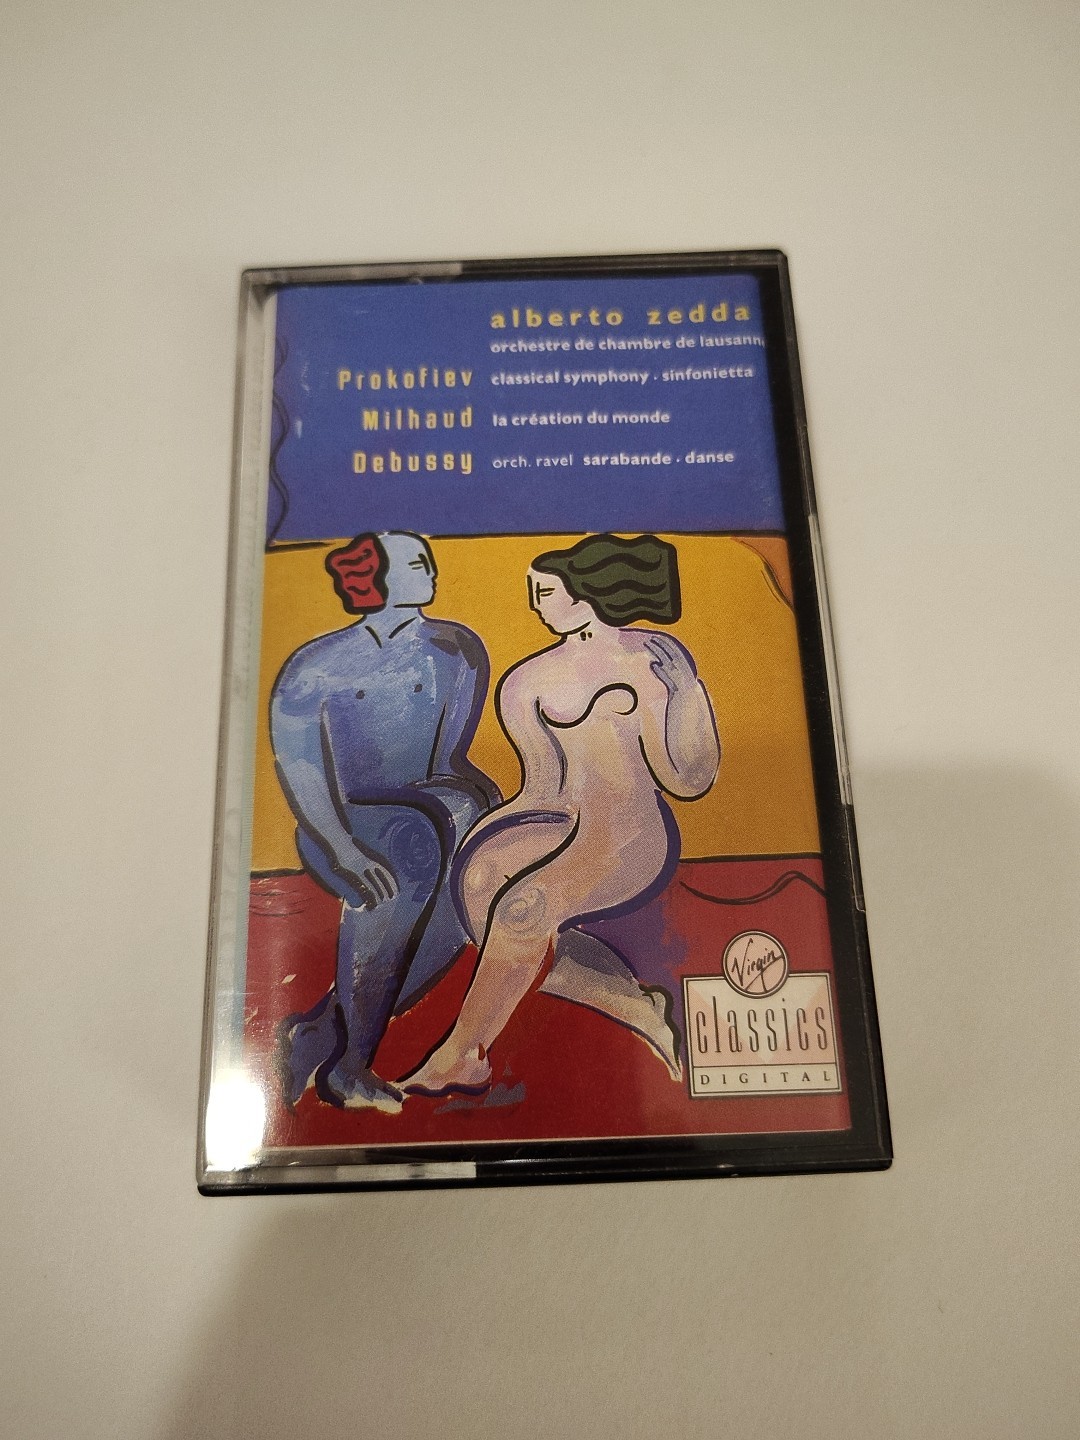 alberto zedda
orchestre de chambre de lausann
Prokofiev classical symphony . sinfonietta
Milhaud la création du monde
Debussy orch. ravel sarabande . danse
Virgin
classics
DIGITAL